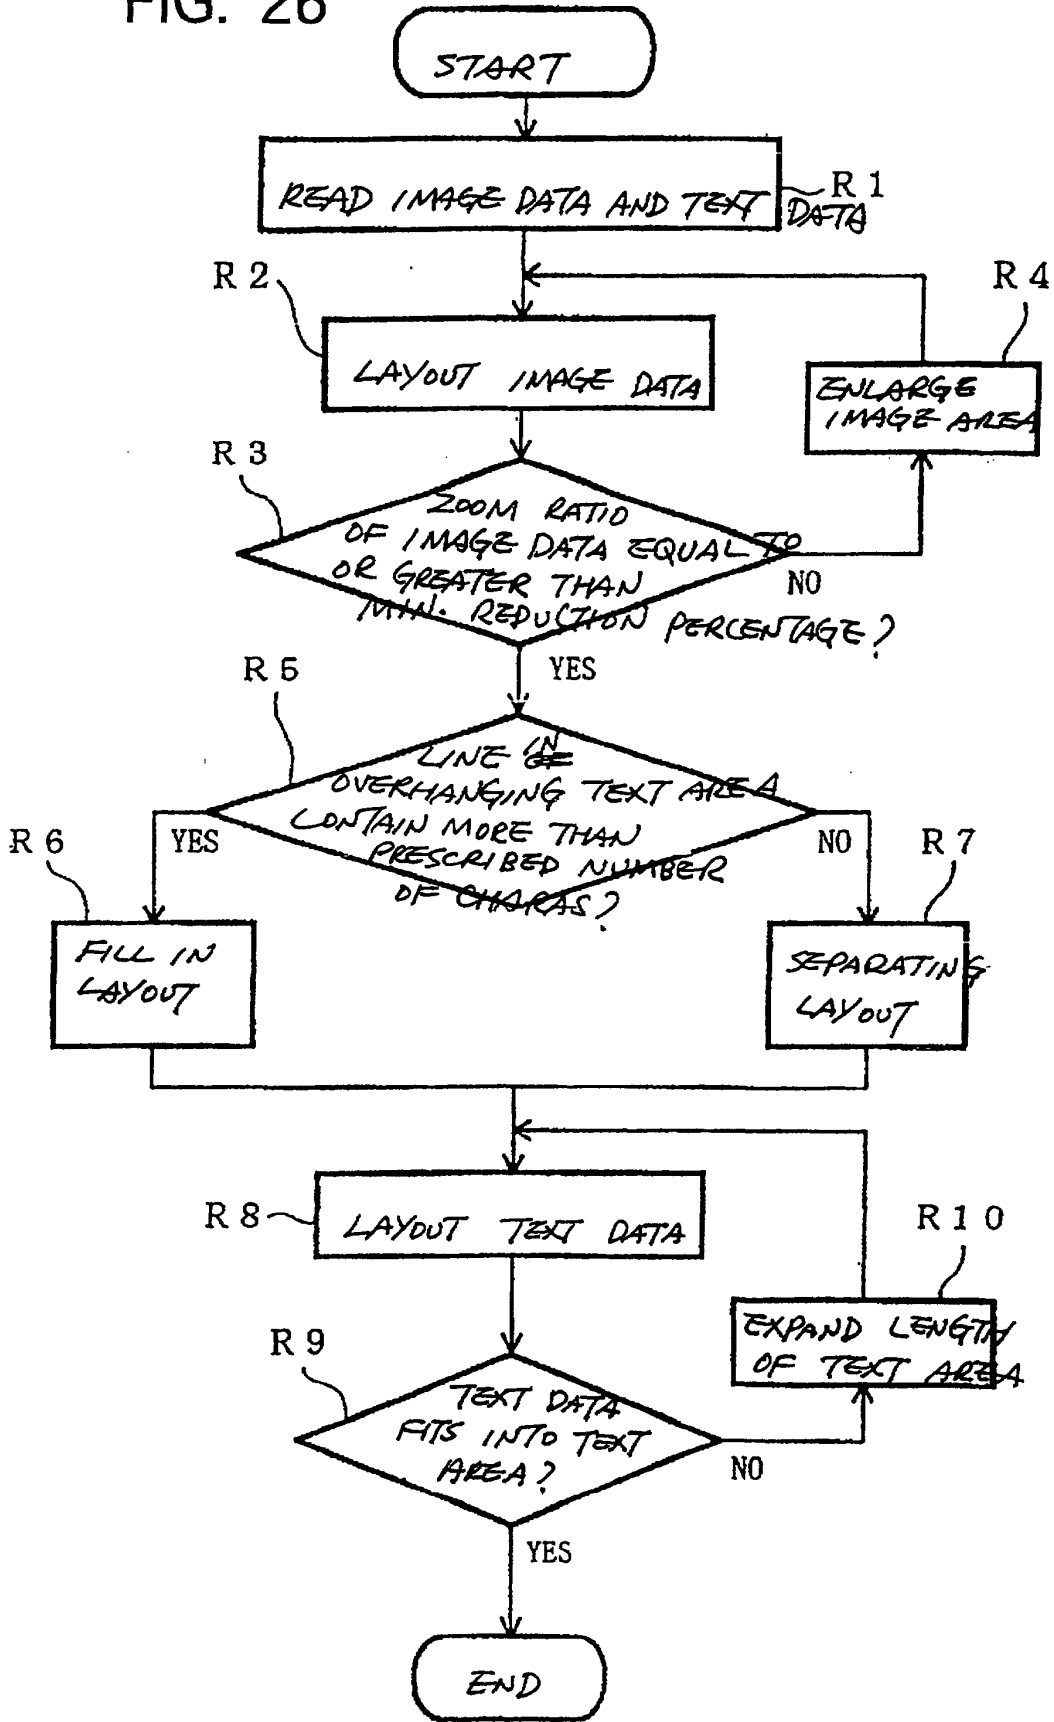 FIG. 26
START
READ IMAGE DATA AND TEXT DATA
R1
R2
R4
LAYOUT IMAGE DATA
ENLARGE
IMAGE AREA
R3
ZOOM RATIO
OF IMAGE DATA EQUAL TO
OR GREATER THAN
MIN. REDUCTION PERCENTAGE?
NO
YES
R5
LINE IN
OVERHANGING TEXT AREA
CONTAIN MORE THAN
PRESCRIBED NUMBER
OF CHARAS?
YES
NO
R6
R7
FILL IN
LAYOUT
SEPARATING
LAYOUT
R8
LAYOUT TEXT DATA
R10
EXPAND LENGTH
OF TEXT AREA
R9
TEXT DATA
FITS INTO TEXT
AREA?
NO
YES
END